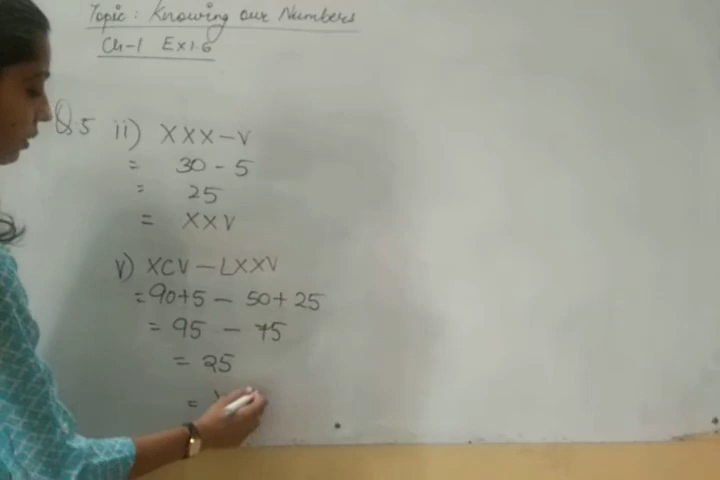 Topic: Knowing our Numbers
Ch-1 Ex 1.6
Q.5 ii) XXX-V
= 30 - 5
= 25
= XXV
v) XCV - LXXV
= 90+5 - 50+25
= 95 - 75
= 25
=